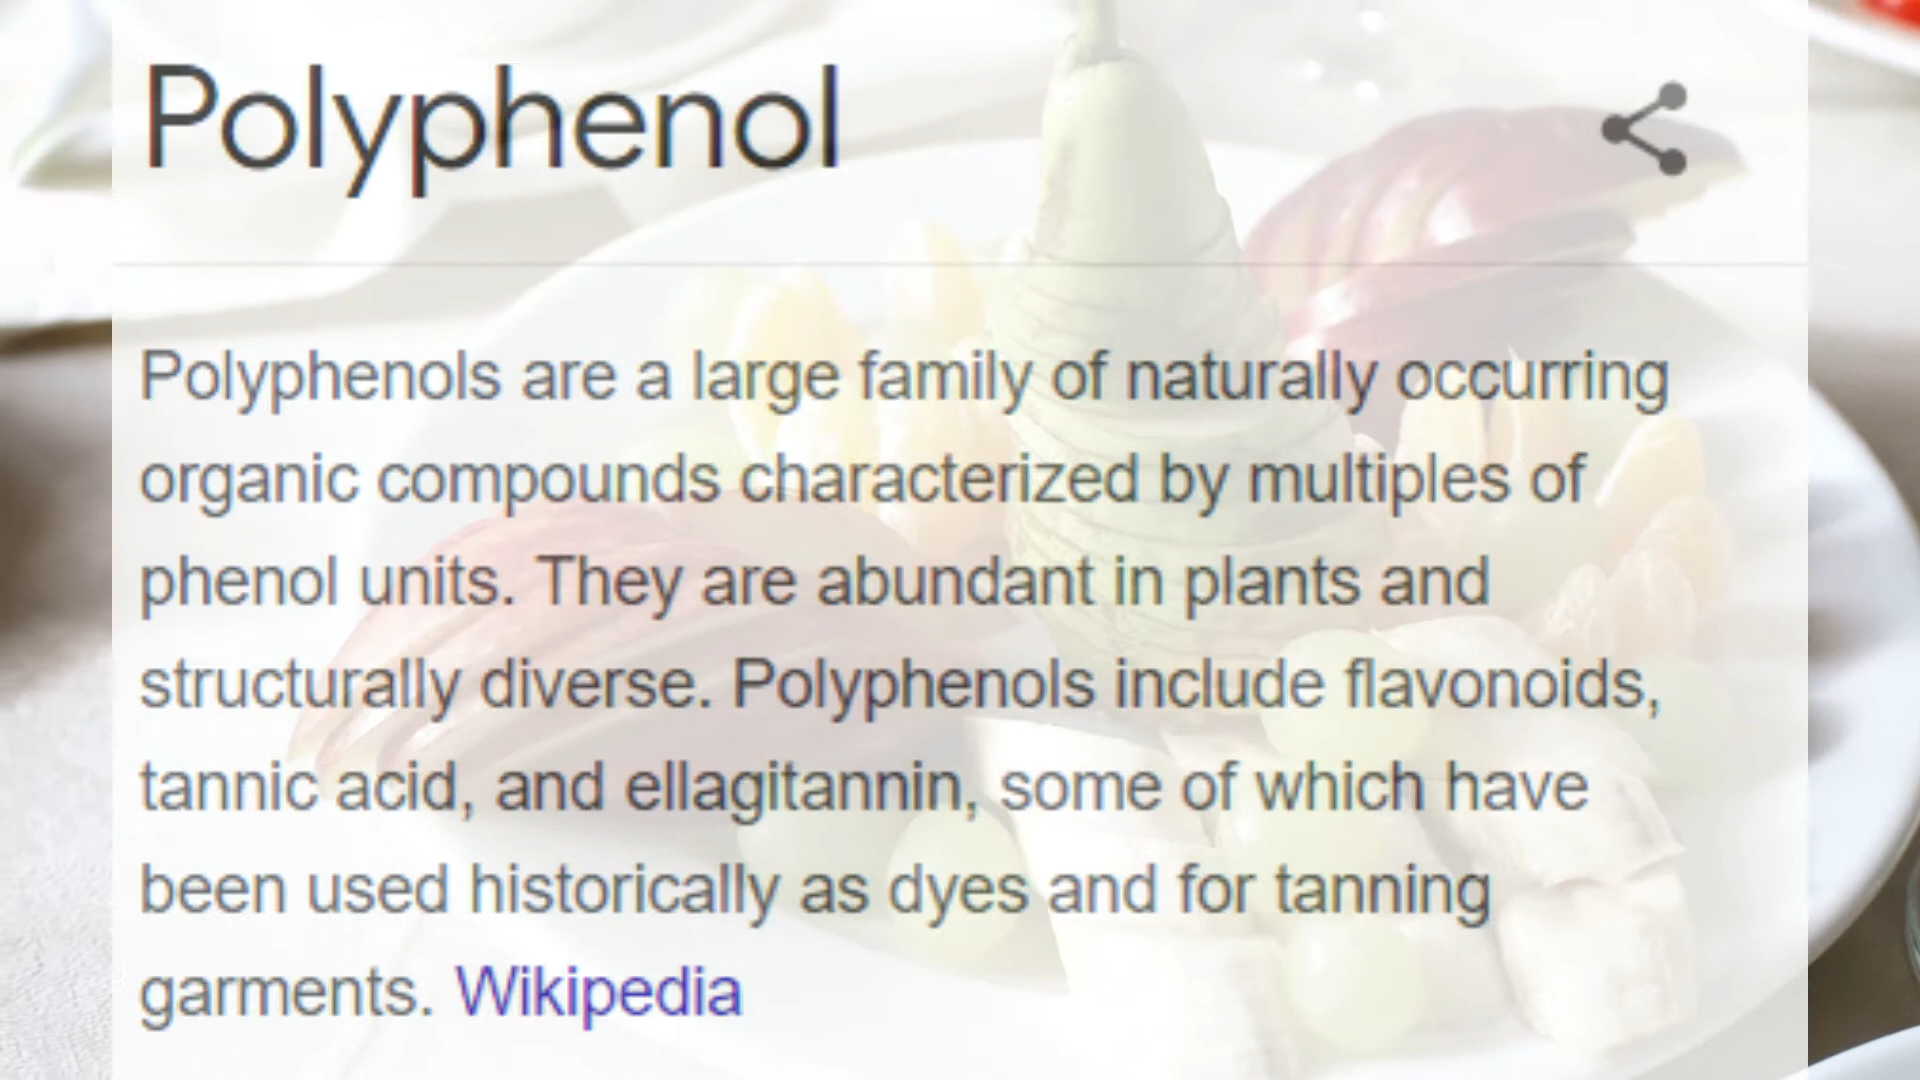 Polyphenol
Polyphenols are a large family of naturally occurring
organic compounds characterized by multiples of
phenol units. They are abundant in plants and
structurally diverse. Polyphenols include flavonoids,
tannic acid, and ellagitannin, some of which have
been used historically as dyes and for tanning
garments. Wikipedia